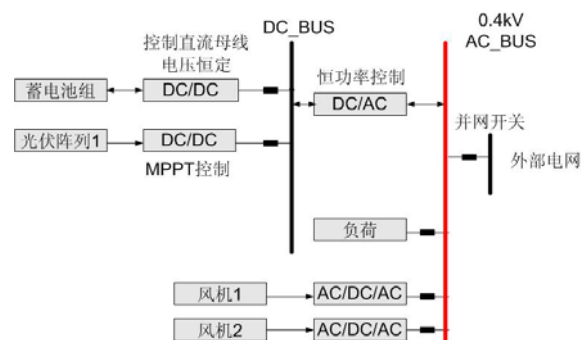 0.4kV
AC_BUS
DC_BUS
控制直流母线
电压恒定
恒功率控制
蓄电池组
DC/DC
DC/AC
并网开关
光伏阵列1
DC/DC
外部电网
MPPT控制
负荷
风机1
AC/DC/AC
风机2
AC/DC/AC